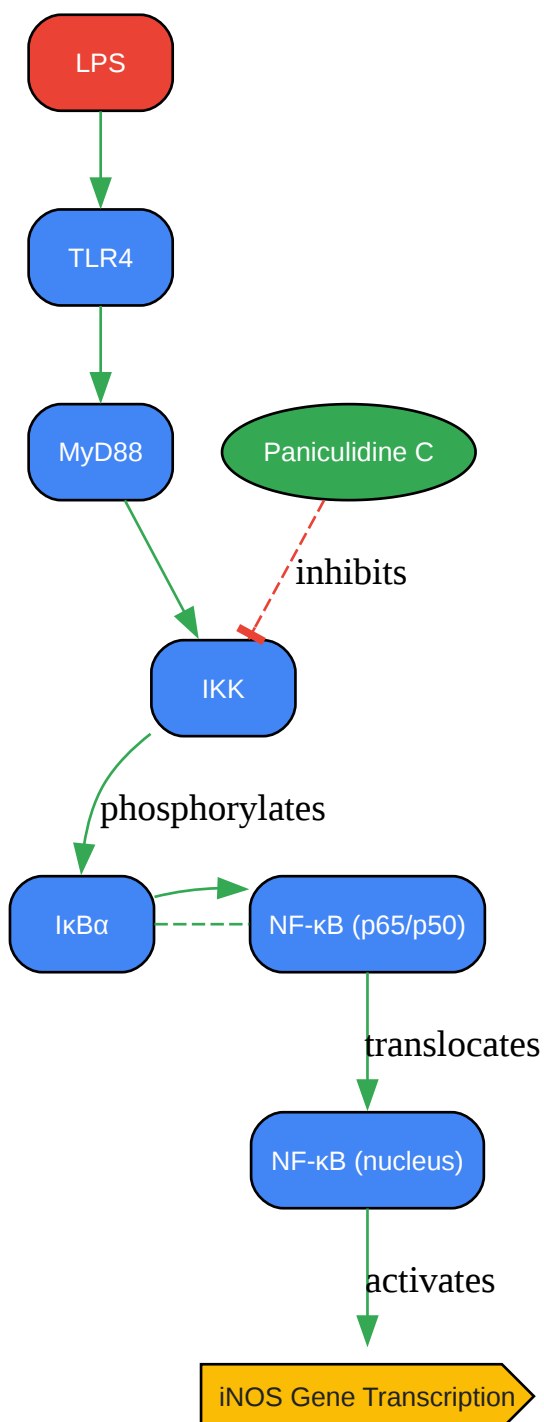 LPS
TLR4
MyD88
Paniculidine C
inhibits
IKK
phosphorylates
IκBα
NF-κB (p65/p50)
translocates
NF-κB (nucleus)
activates
iNOS Gene Transcription